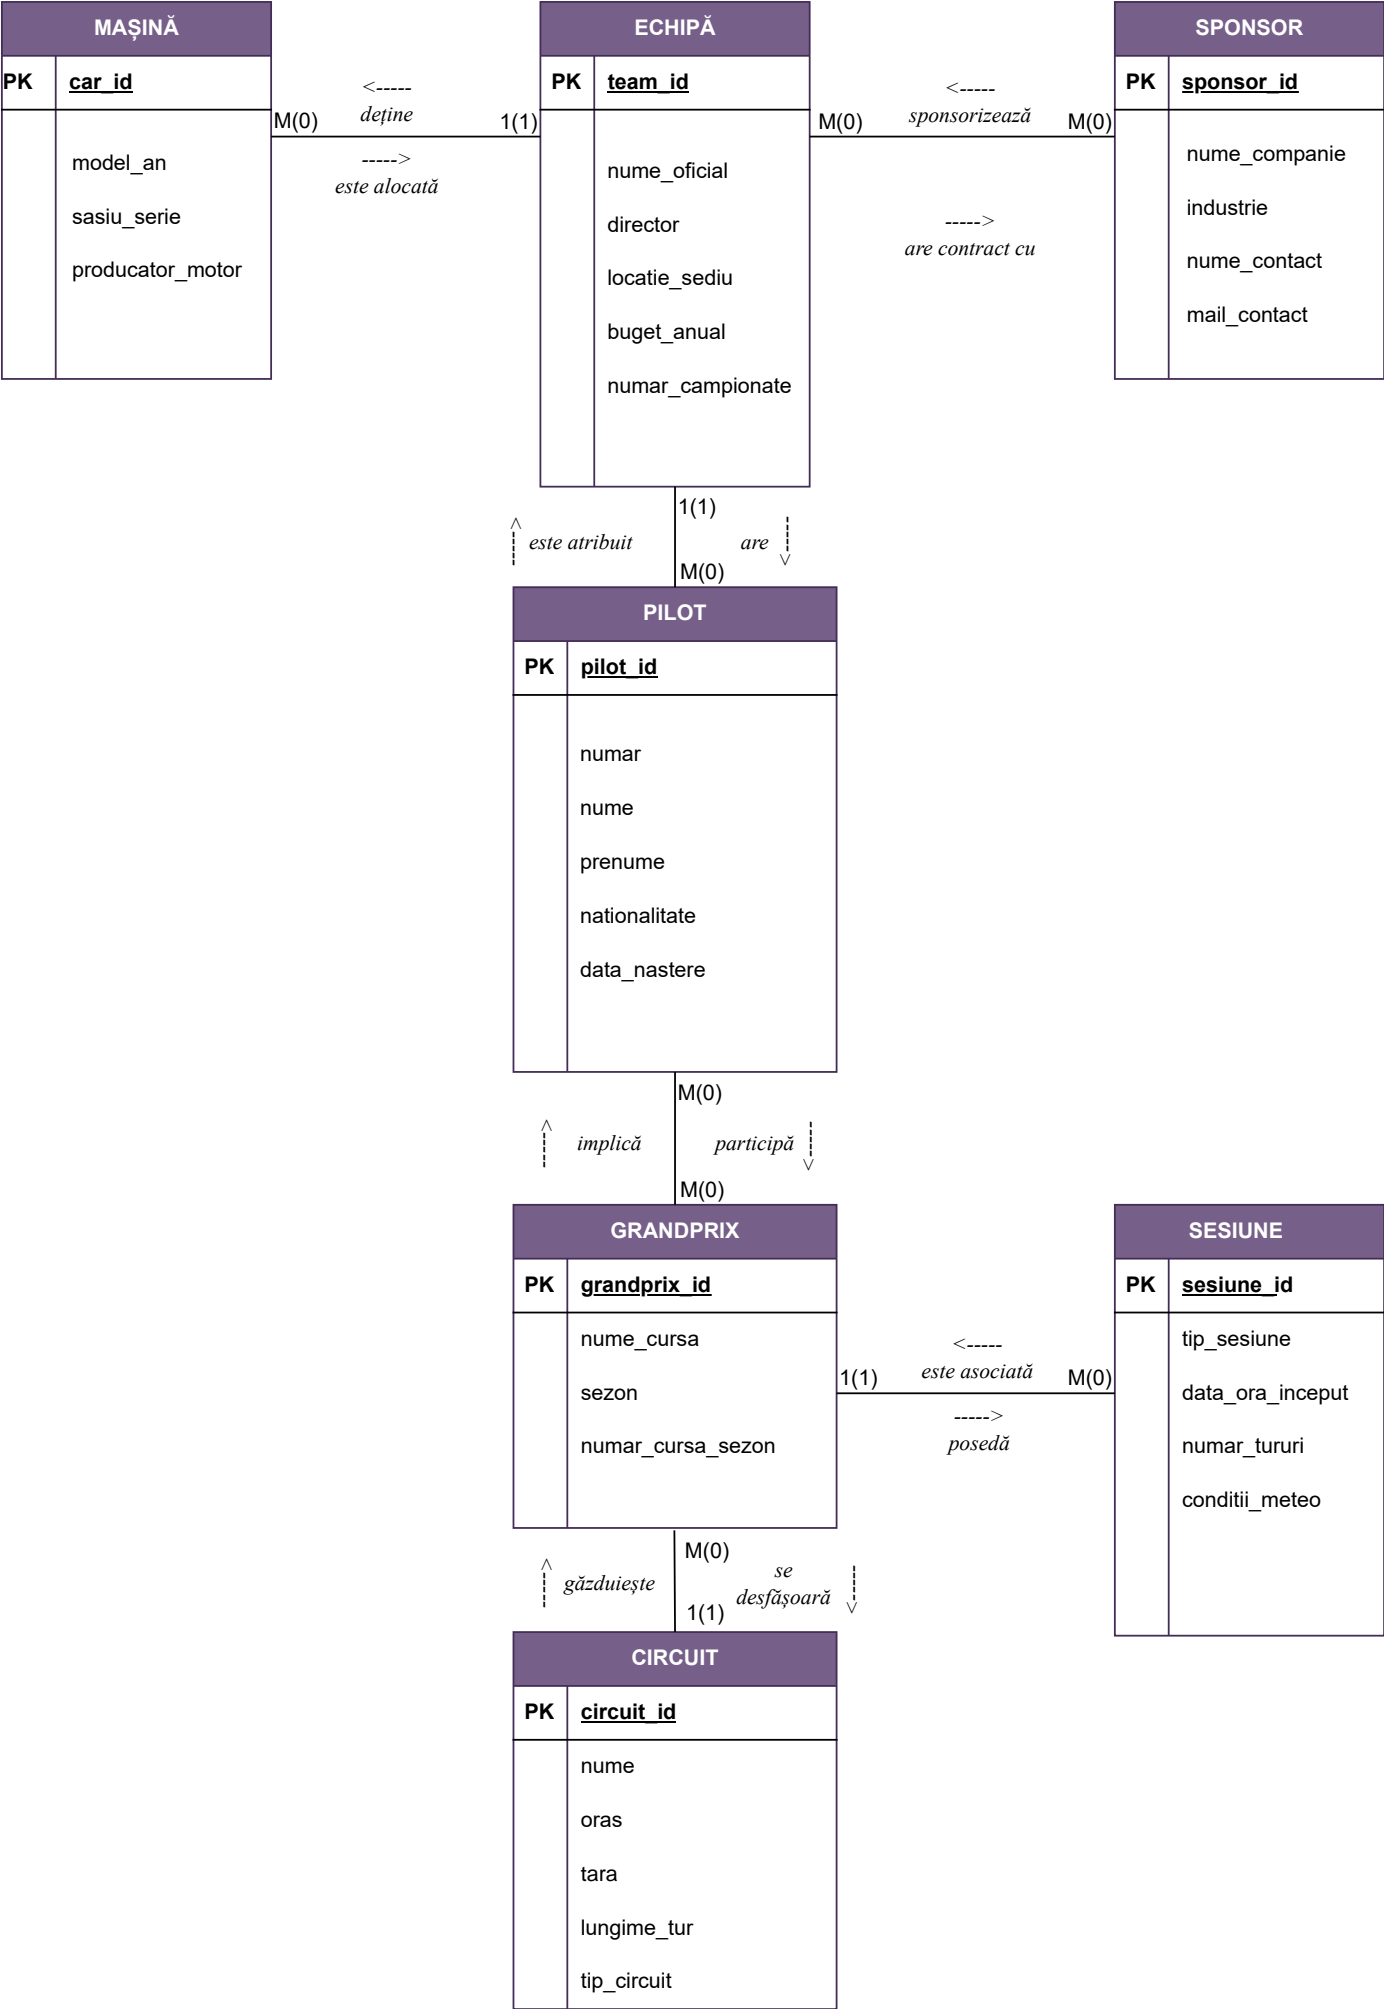 MAȘINĂ
PK car_id
model_an
sasiu_serie
producator_motor
<-----
deține
M(0) 1(1)
----->
este alocată
ECHIPĂ
PK team_id
nume_oficial
director
locatie_sediu
buget_anual
numar_campionate
<-----
sponsorizează
M(0) M(0)
----->
are contract cu
SPONSOR
PK sponsor_id
nume_companie
industrie
nume_contact
mail_contact
1(1)
este atribuit are
M(0)
PILOT
PK pilot_id
numar
nume
prenume
nationalitate
data_nastere
M(0)
implică participă
M(0)
GRANDPRIX
PK grandprix_id
nume_cursa
sezon
numar_cursa_sezon
<-----
este asociată
1(1) M(0)
----->
posedă
SESIUNE
PK sesiune_id
tip_sesiune
data_ora_inceput
numar_tururi
conditii_meteo
M(0)
găzduiește se
desfășoară
1(1)
CIRCUIT
PK circuit_id
nume
oras
tara
lungime_tur
tip_circuit